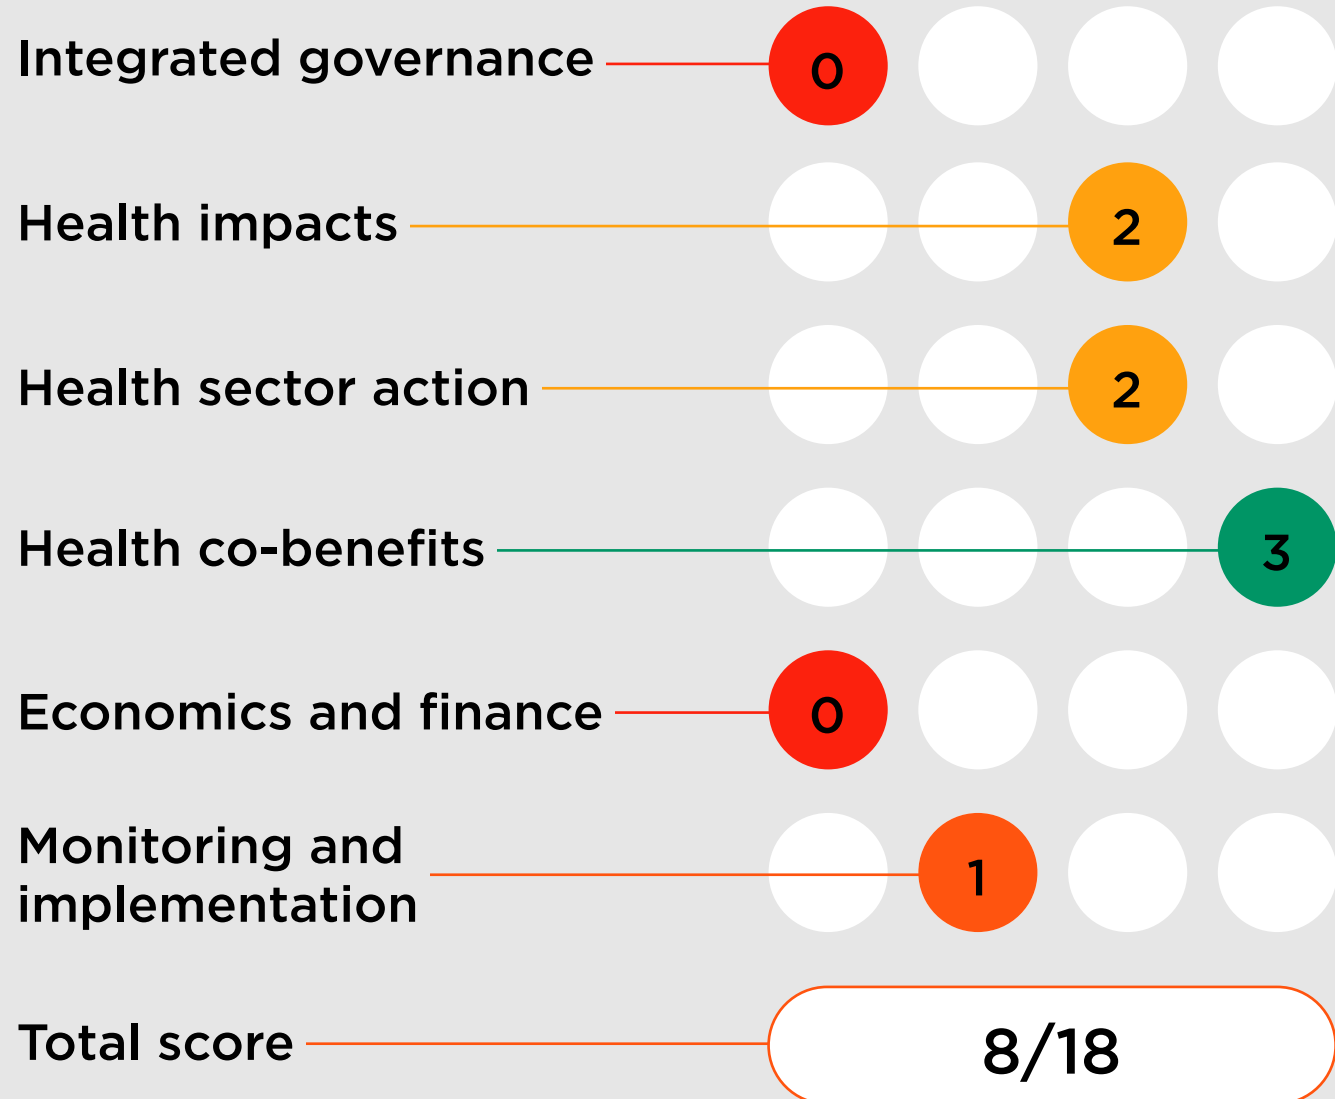 Integrated governance 0
Health impacts 2
Health sector action 2
Health co-benefits 3
Economics and finance 0
Monitoring and
implementation 1
Total score 8/18